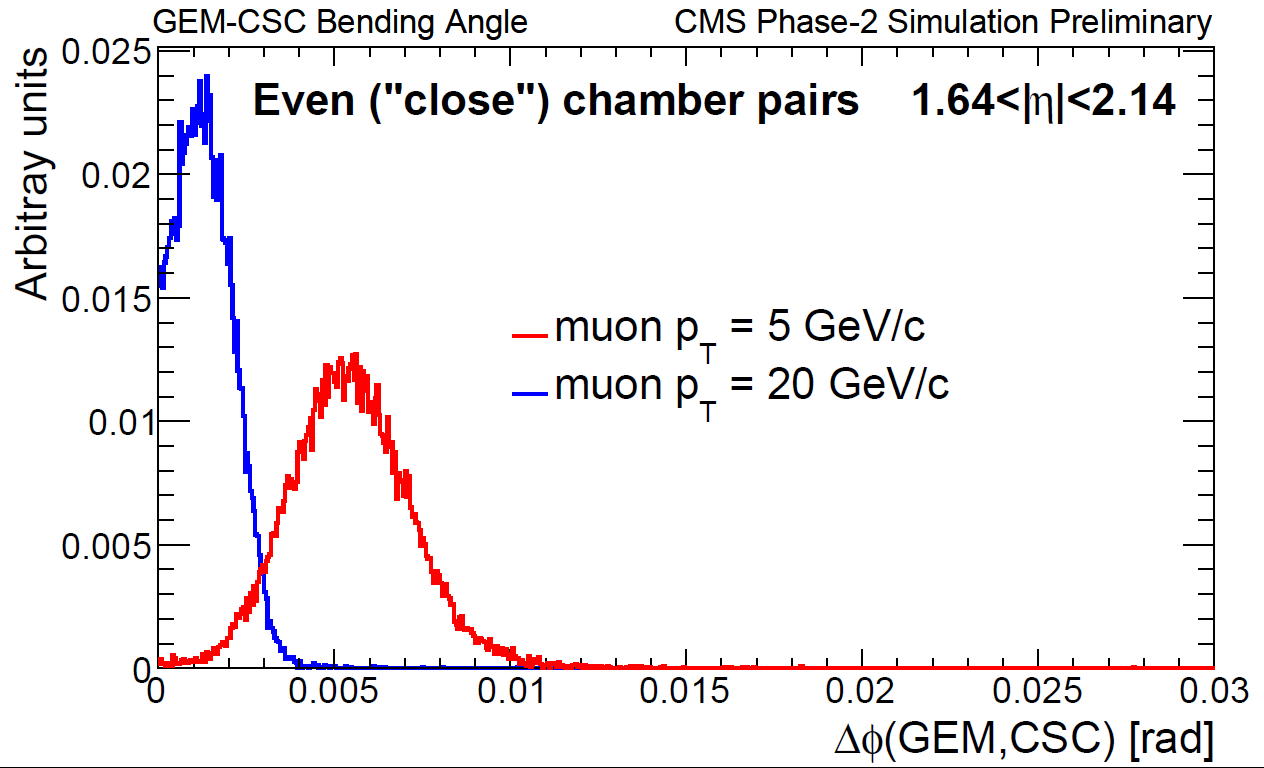 GEM-CSC Bending Angle CMS Phase-2 Simulation Preliminary
Even ("close") chamber pairs 1.64<|η|<2.14
Arbitray units
0.025
0.02
0.015
0.01
0.005
0
muon pT = 5 GeV/c
muon pT = 20 GeV/c
0 0.005 0.01 0.015 0.02 0.025 0.03
Δϕ(GEM,CSC) [rad]